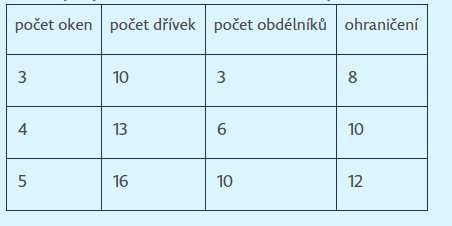 počet oken počet dřívek počet obdélníků ohraničení
3 10 3 8
4 13 6 10
5 16 10 12